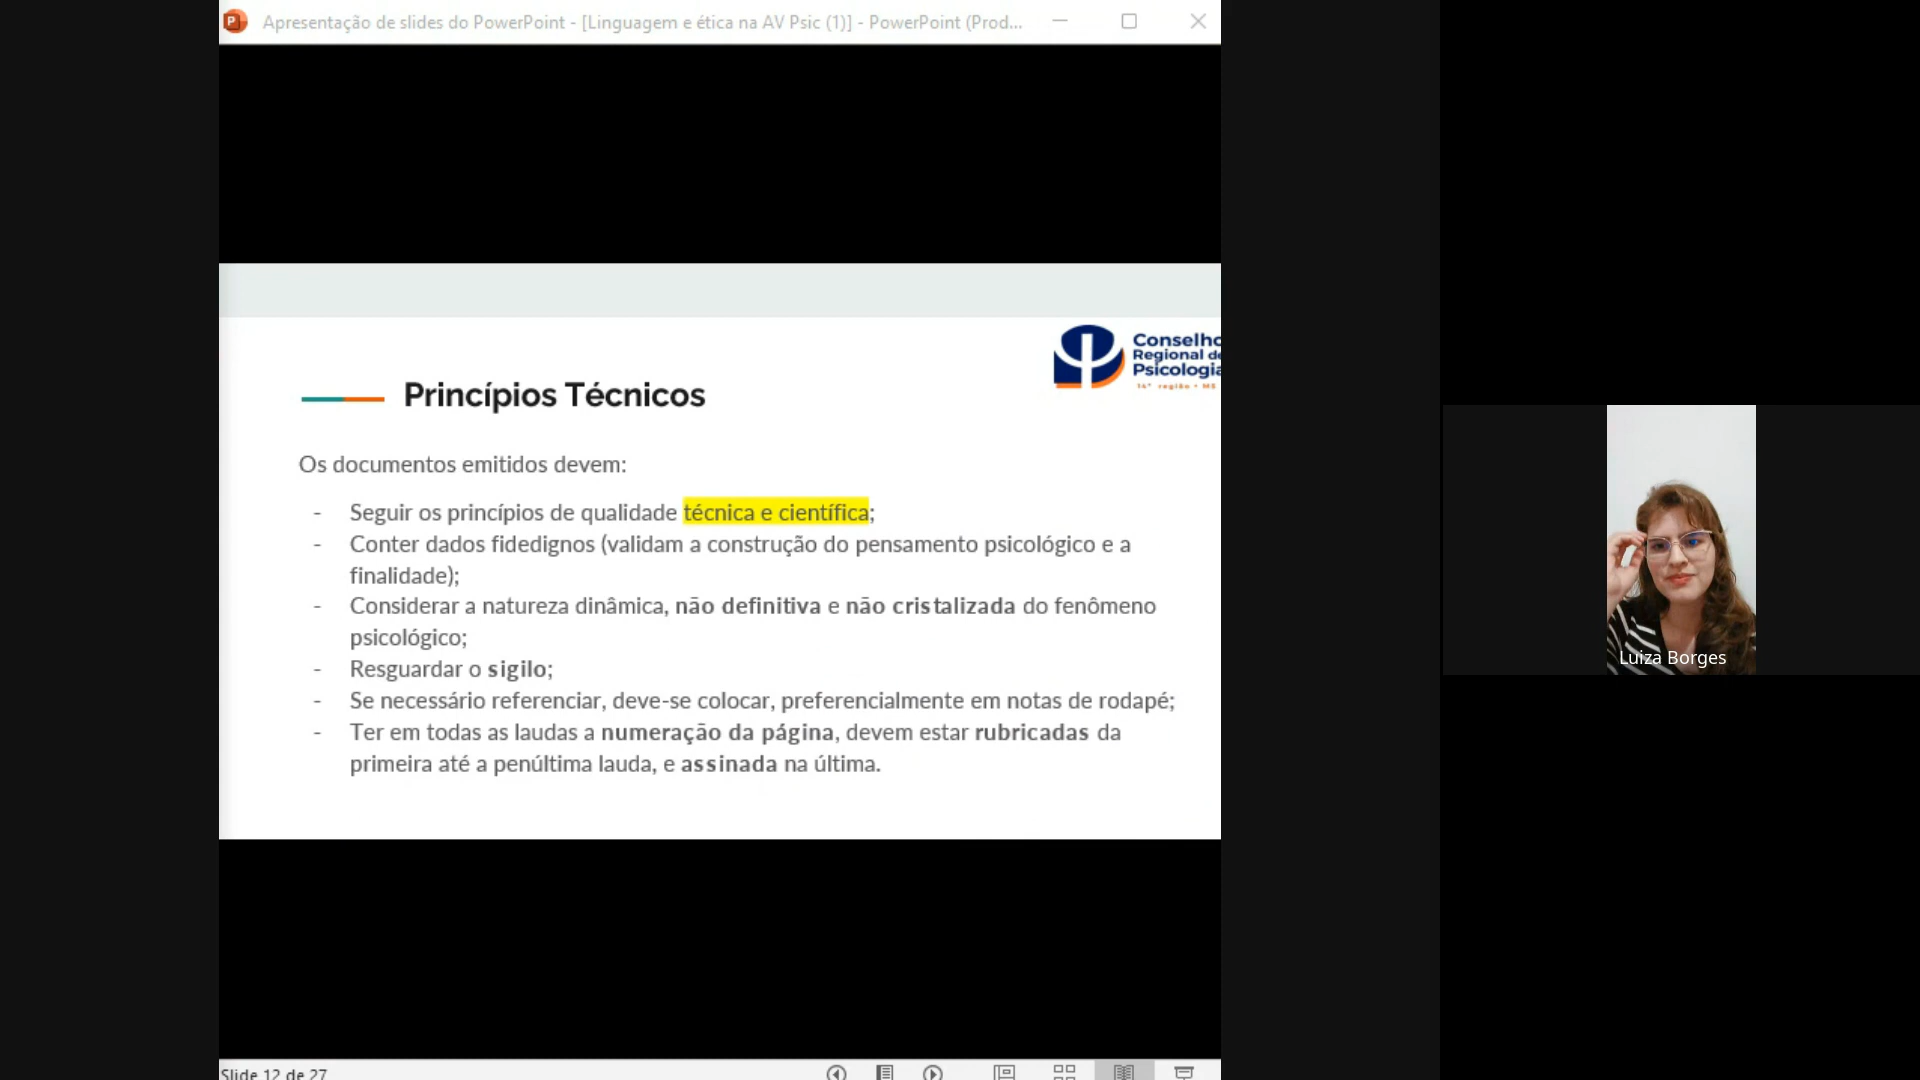 Apresentação de slides do PowerPoint - [Linguagem e ética na AV Psic (1)] - PowerPoint (Prod...
Conselho
Regional de
Psicologia
14ª região • MS
Princípios Técnicos
Os documentos emitidos devem:
- Seguir os princípios de qualidade técnica e científica;
- Conter dados fidedignos (validam a construção do pensamento psicológico e a
finalidade);
- Considerar a natureza dinâmica, não definitiva e não cristalizada do fenômeno
psicológico;
- Resguardar o sigilo;
- Se necessário referenciar, deve-se colocar, preferencialmente em notas de rodapé;
- Ter em todas as laudas a numeração da página, devem estar rubricadas da
primeira até a penúltima lauda, e assinada na última.
Luiza Borges
Slide 12 de 27